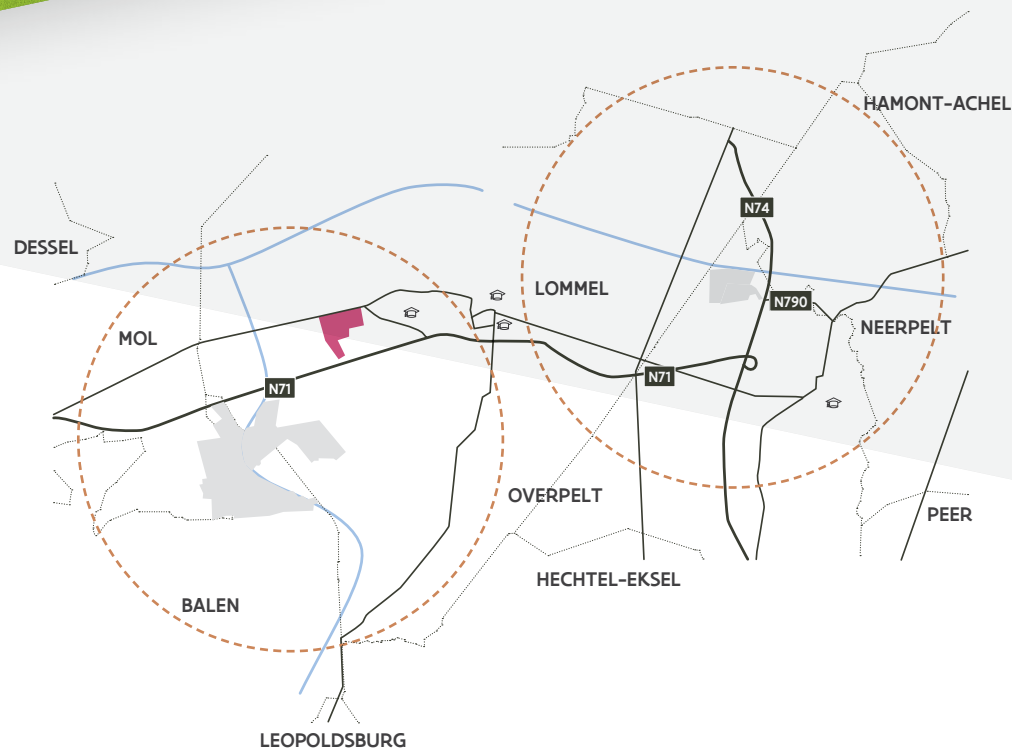 HAMONT-ACHEL
N74
DESSEL
LOMMEL
N790
NEERPELT
MOL
N71
N71
OVERPELT
PEER
HECHTEL-EKSEL
BALEN
LEOPOLDSBURG